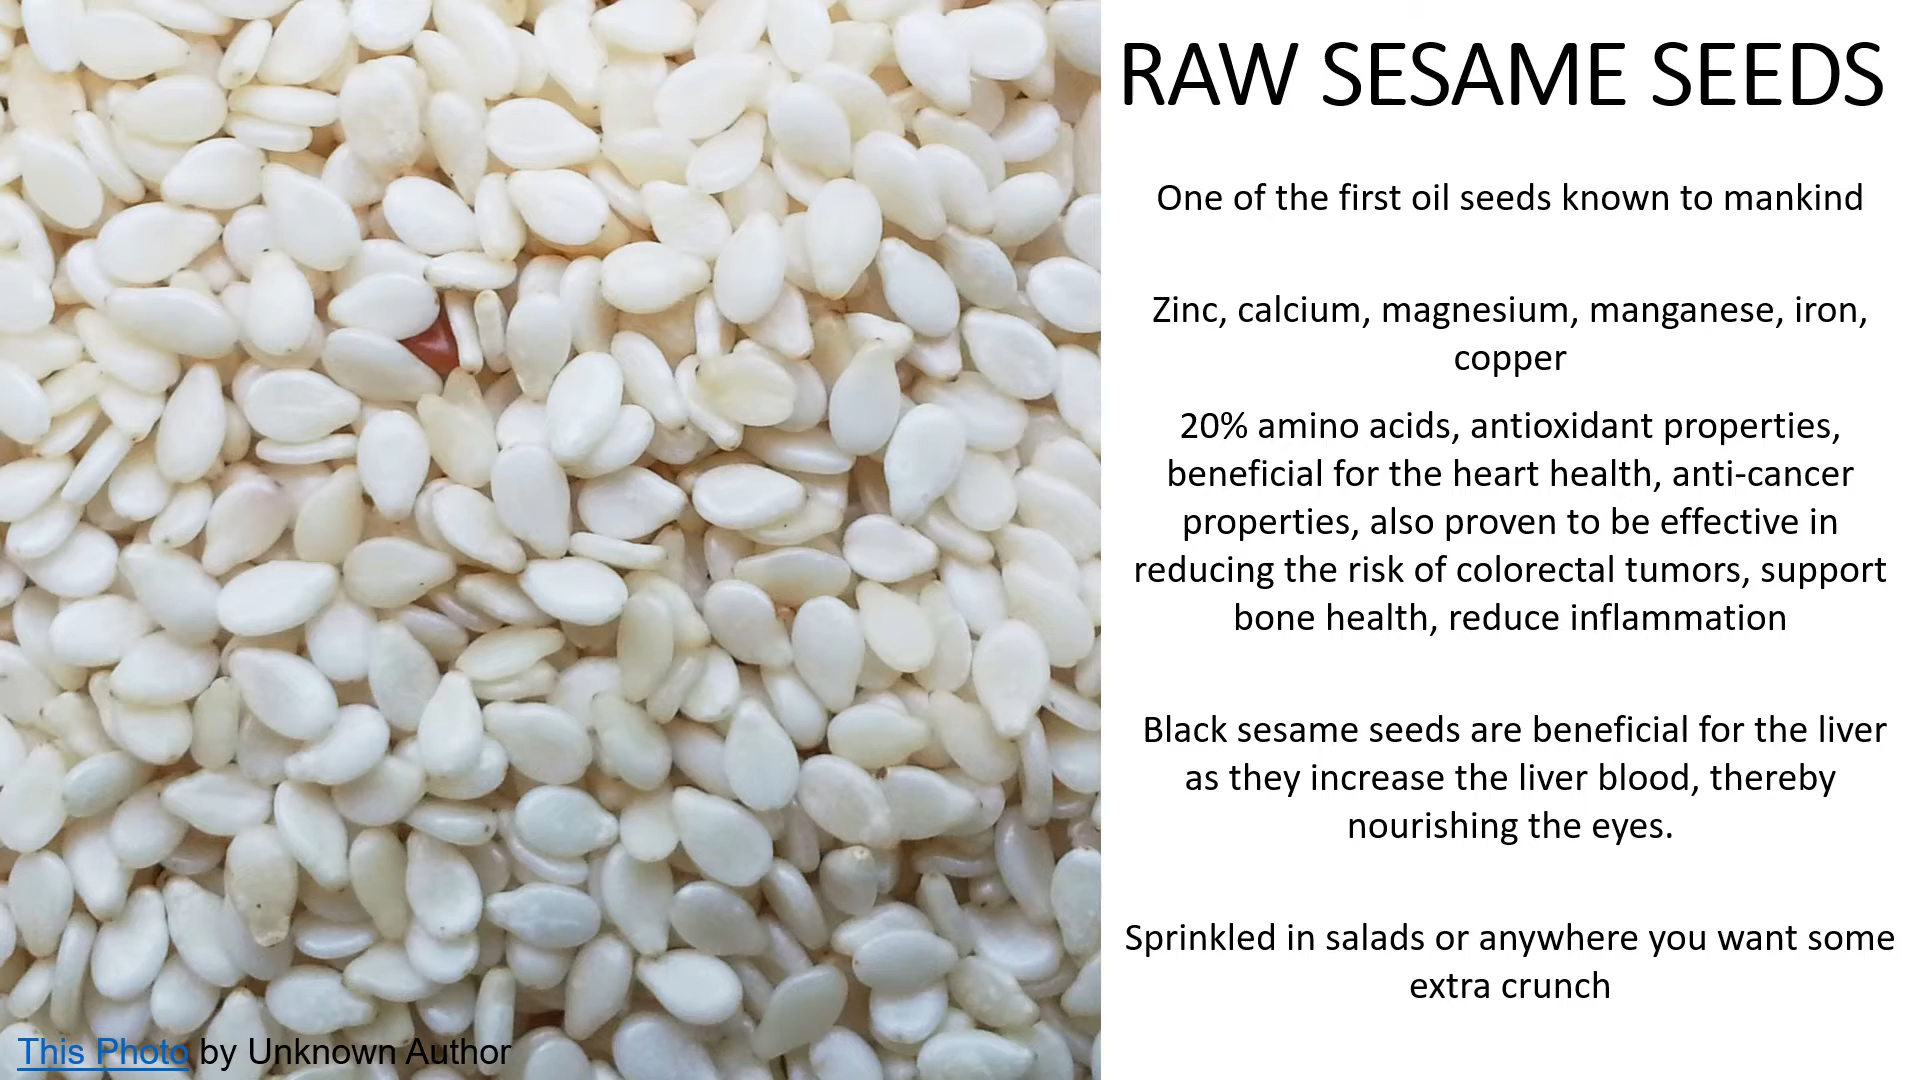 RAW SESAME SEEDS
One of the first oil seeds known to mankind
Zinc, calcium, magnesium, manganese, iron,
copper
20% amino acids, antioxidant properties,
beneficial for the heart health, anti-cancer
properties, also proven to be effective in
reducing the risk of colorectal tumors, support
bone health, reduce inflammation
Black sesame seeds are beneficial for the liver
as they increase the liver blood, thereby
nourishing the eyes.
Sprinkled in salads or anywhere you want some
extra crunch
This Photo by Unknown Author